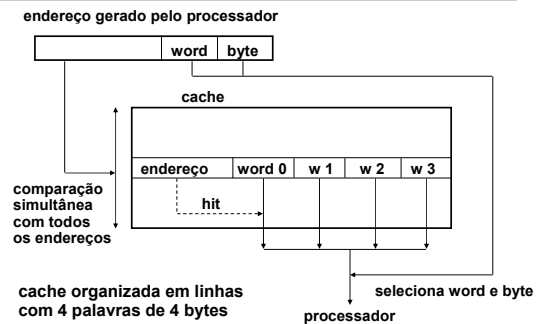 endereço gerado pelo processador
word byte
cache
endereço word 0 w 1 w 2 w 3
hit
comparação
simultânea
com todos
os endereços
seleciona word e byte
cache organizada em linhas
com 4 palavras de 4 bytes
processador